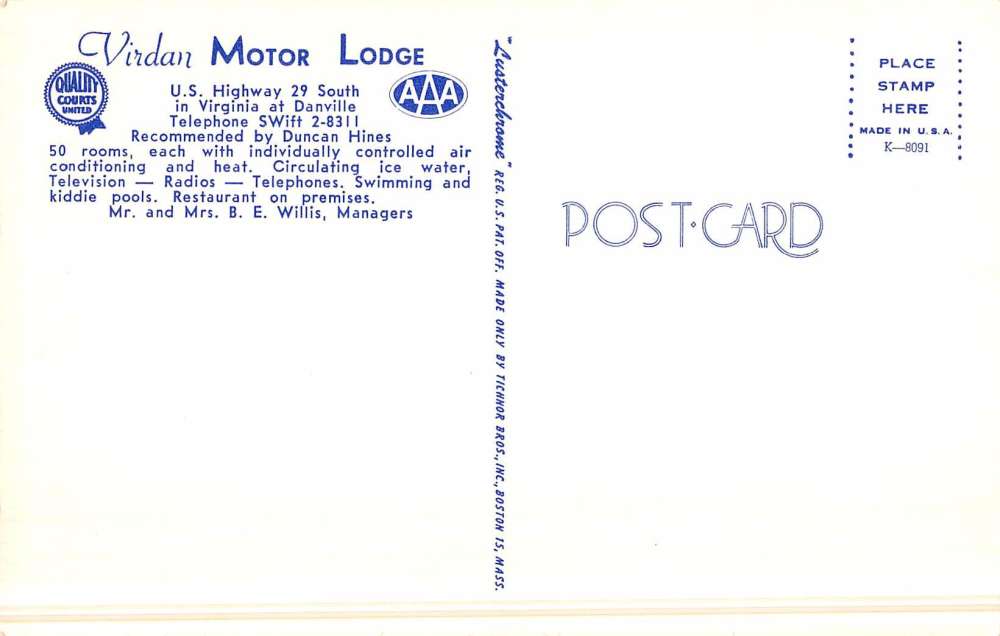 Virdan MOTOR LODGE
QUALITY
COURTS
UNITED
AAA
U.S. Highway 29 South
in Virginia at Danville
Telephone SWift 2-8311
Recommended by Duncan Hines
50 rooms, each with individually controlled air
conditioning and heat. Circulating ice water,
Television — Radios — Telephones. Swimming and
kiddie pools. Restaurant on premises.
Mr. and Mrs. B. E. Willis, Managers
"Lusterchrome" REG. U. S. PAT. OFF. MADE ONLY BY TICHNOR BROS., INC., BOSTON 15, MASS.
PLACE
STAMP
HERE
MADE IN U.S.A.
K—8091
POST·CARD